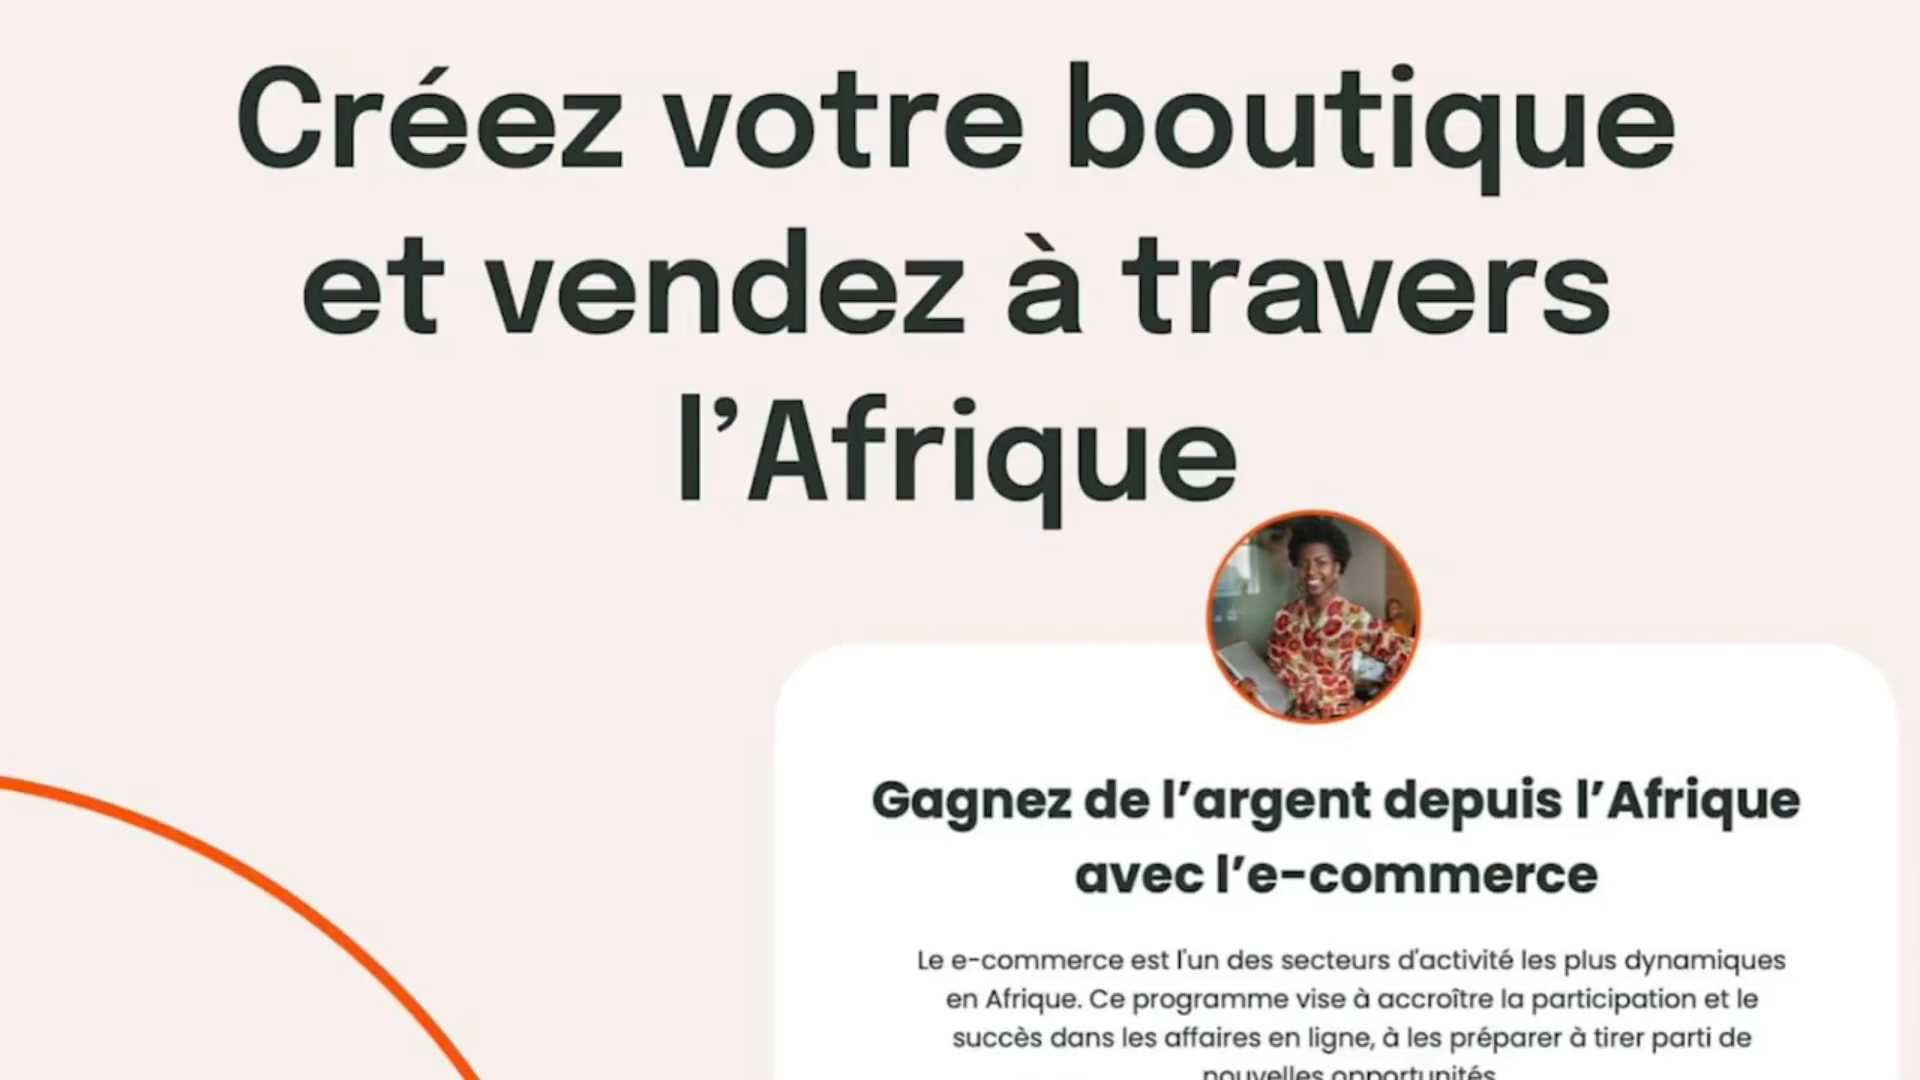 Créez votre boutique
et vendez à travers
l’Afrique
Gagnez de l’argent depuis l’Afrique
avec l’e-commerce
Le e-commerce est l'un des secteurs d'activité les plus dynamiques
en Afrique. Ce programme vise à accroître la participation et le
succès dans les affaires en ligne, à les préparer à tirer parti de
nouvelles opportunités.